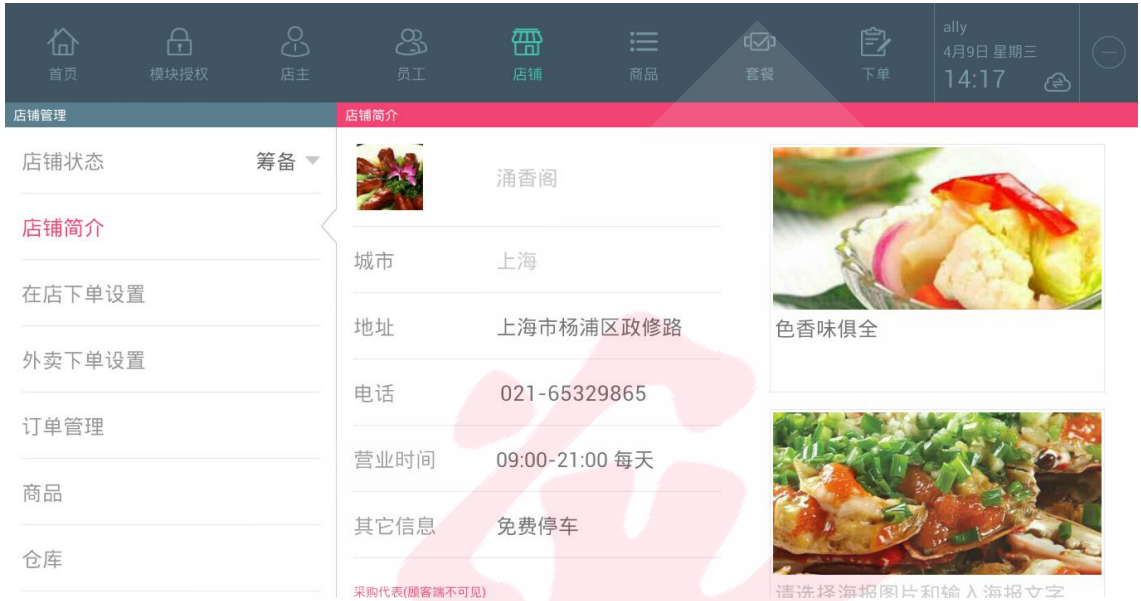 首页
模块授权
店主
员工
店铺
商品
套餐
下单
ally
4月9日 星期三
14:17
店铺管理
店铺状态 筹备
店铺简介
在店下单设置
外卖下单设置
订单管理
商品
仓库
店铺简介
涌香阁
城市 上海
地址 上海市杨浦区政修路
电话 021-65329865
营业时间 09:00-21:00 每天
其它信息 免费停车
采购代表(顾客端不可见)
色香味俱全
请选择海报图片和输入海报文字